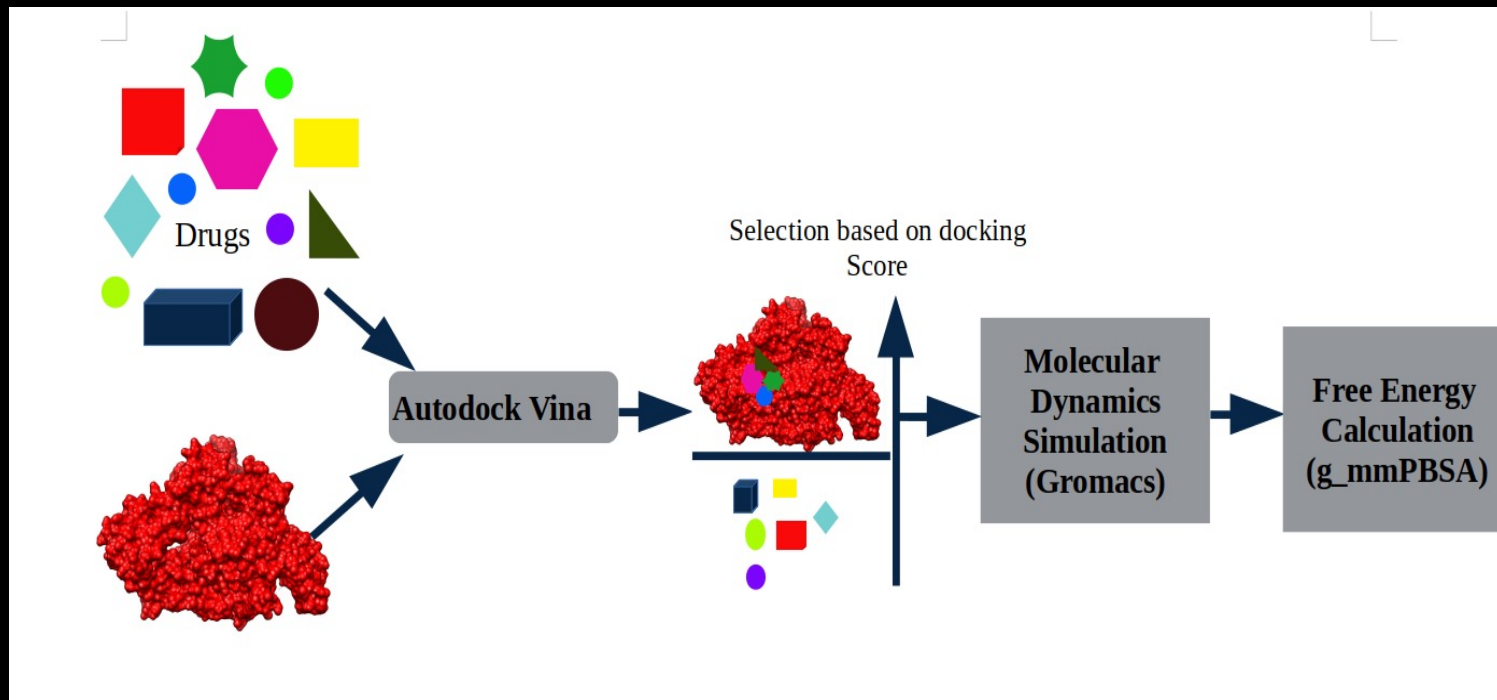 Drugs
Autodock Vina
Selection based on docking
Score
Molecular
Dynamics
Simulation
(Gromacs)
Free Energy
Calculation
(g_mmPBSA)